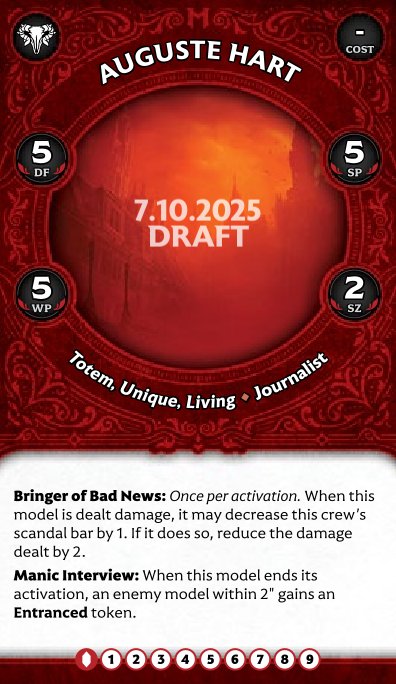 AUGUSTE HART
-
COST
5
DF
5
SP
7.10.2025
DRAFT
5
WP
2
SZ
Totem, Unique, Living ♦ Journalist
Bringer of Bad News: Once per activation. When this
model is dealt damage, it may decrease this crew’s
scandal bar by 1. If it does so, reduce the damage
dealt by 2.
Manic Interview: When this model ends its
activation, an enemy model within 2" gains an
Entranced token.
1 2 3 4 5 6 7 8 9